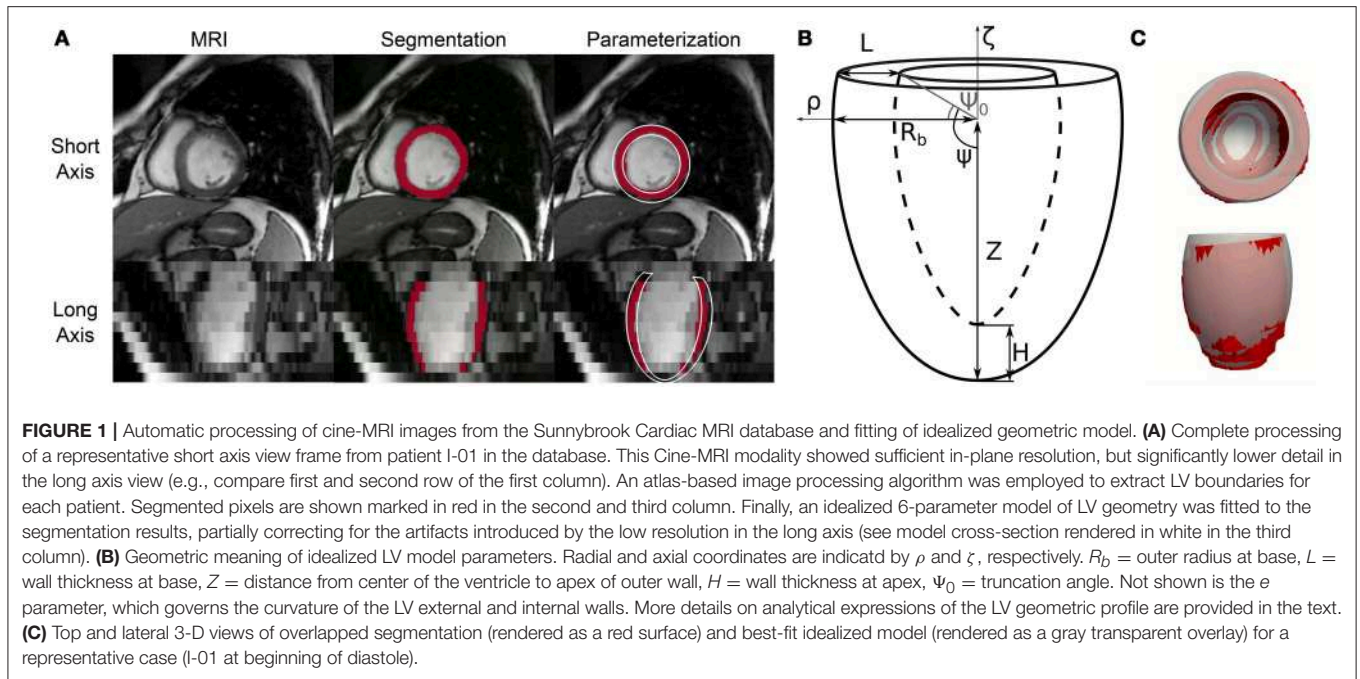 A
MRI
Segmentation
Parameterization
Short
Axis
Long
Axis
B
ζ
L
ρ
Ψ0
R_b
Ψ
Z
H
C
FIGURE 1 | Automatic processing of cine-MRI images from the Sunnybrook Cardiac MRI database and fitting of idealized geometric model. (A) Complete processing
of a representative short axis view frame from patient I-01 in the database. This Cine-MRI modality showed sufficient in-plane resolution, but significantly lower detail in
the long axis view (e.g., compare first and second row of the first column). An atlas-based image processing algorithm was employed to extract LV boundaries for
each patient. Segmented pixels are shown marked in red in the second and third column. Finally, an idealized 6-parameter model of LV geometry was fitted to the
segmentation results, partially correcting for the artifacts introduced by the low resolution in the long axis (see model cross-section rendered in white in the third
column). (B) Geometric meaning of idealized LV model parameters. Radial and axial coordinates are indicatd by ρ and ζ, respectively. R_b = outer radius at base, L =
wall thickness at base, Z = distance from center of the ventricle to apex of outer wall, H = wall thickness at apex, Ψ0 = truncation angle. Not shown is the e
parameter, which governs the curvature of the LV external and internal walls. More details on analytical expressions of the LV geometric profile are provided in the text.
(C) Top and lateral 3-D views of overlapped segmentation (rendered as a red surface) and best-fit idealized model (rendered as a gray transparent overlay) for a
representative case (I-01 at beginning of diastole).